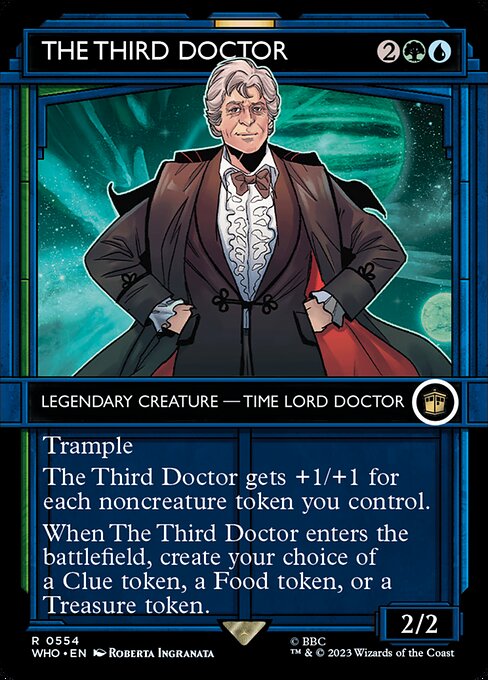 THE THIRD DOCTOR 2
LEGENDARY CREATURE — TIME LORD DOCTOR
Trample
The Third Doctor gets +1/+1 for
each noncreature token you control.
When The Third Doctor enters the
battlefield, create your choice of
a Clue token, a Food token, or a
Treasure token.
2/2
R 0554
WHO • EN Roberta Ingranata
© BBC
™ & © 2023 Wizards of the Coast